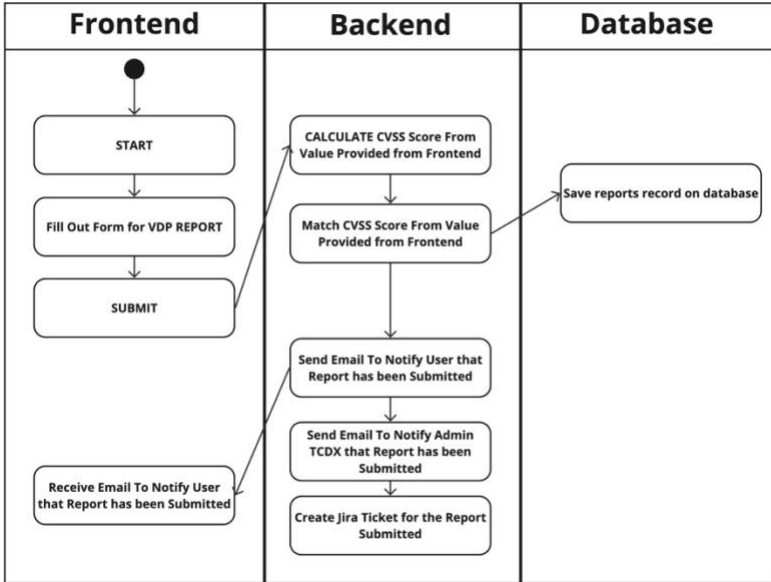 Frontend
Backend
Database
START
Fill Out Form for VDP REPORT
SUBMIT
Receive Email To Notify User
that Report has been Submitted
CALCULATE CVSS Score From
Value Provided from Frontend
Match CVSS Score From Value
Provided from Frontend
Send Email To Notify User that
Report has been Submitted
Send Email To Notify Admin
TCDX that Report has been
Submitted
Create Jira Ticket for the Report
Submitted
Save reports record on database